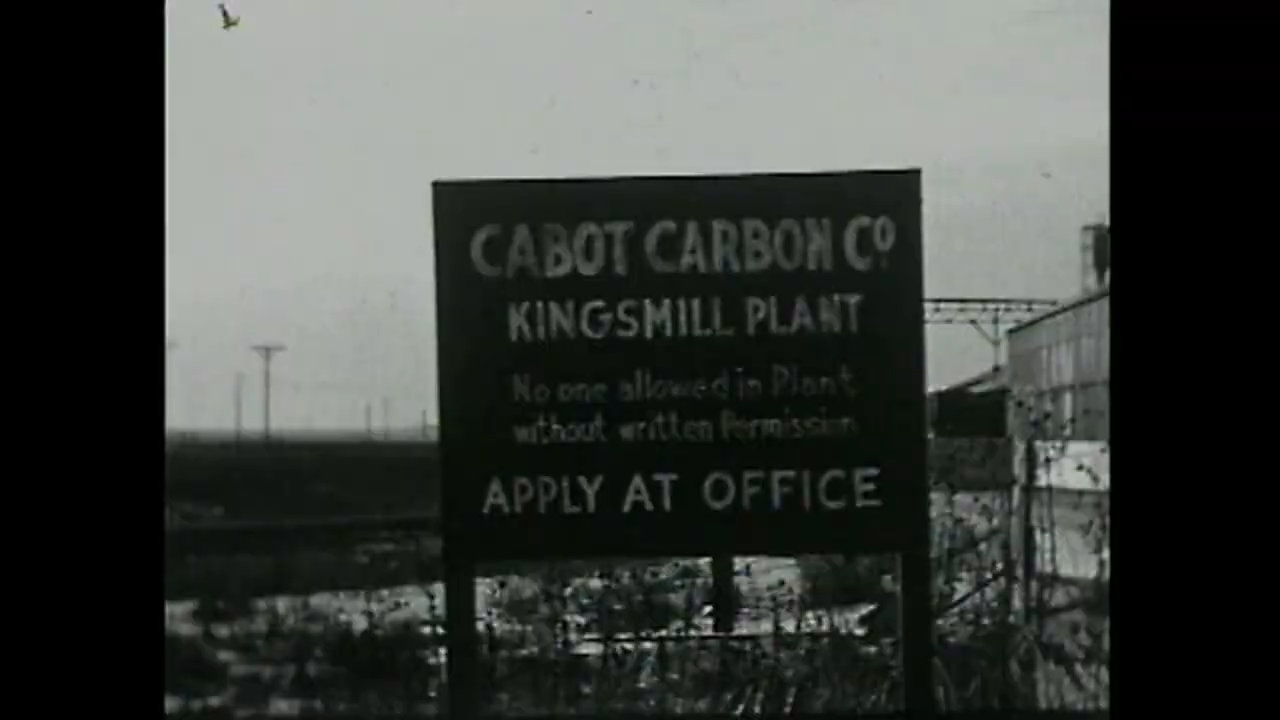 CABOT CARBON Cº
KINGSMILL PLANT
No one allowed in Plant
without written Permission
APPLY AT OFFICE